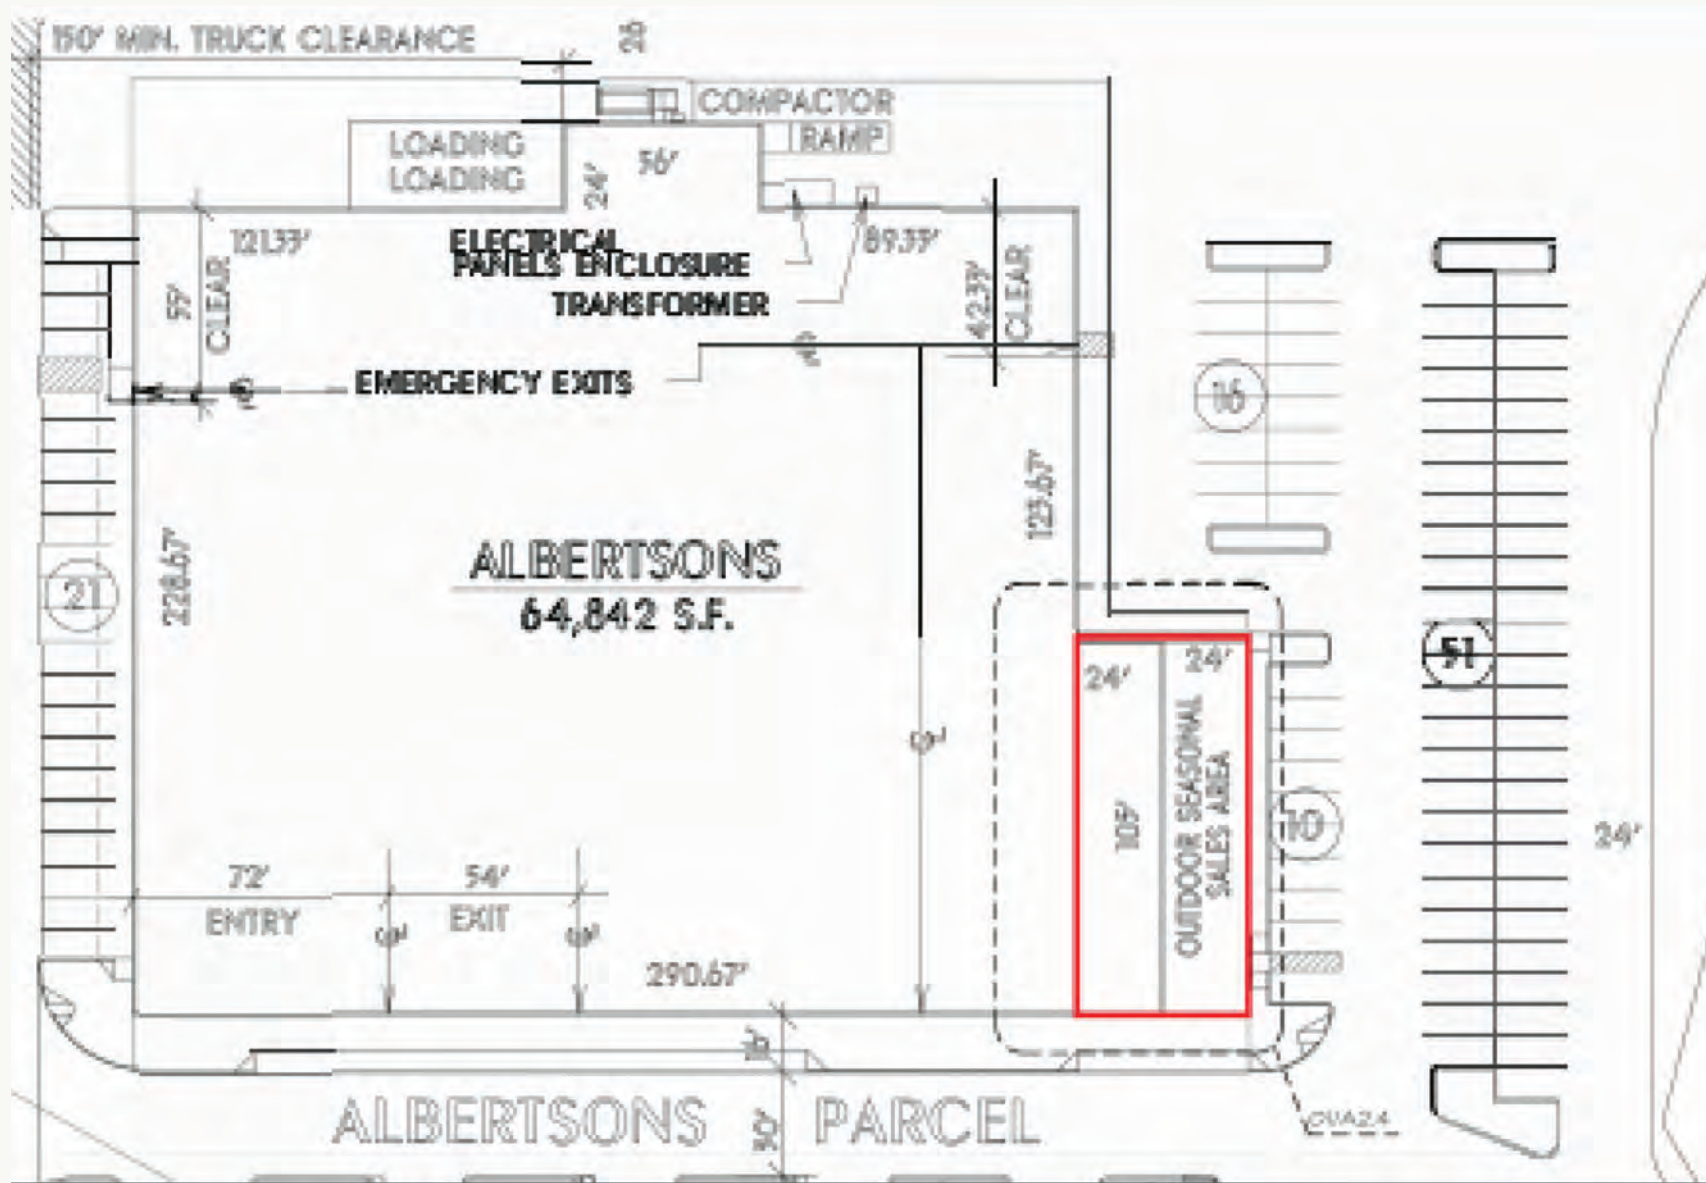 150' MIN. TRUCK CLEARANCE
COMPACTOR
RAMP
LOADING
LOADING
56'
24'
121.33'
ELECTRICAL
PANELS ENCLOSURE
TRANSFORMER
89.33'
CLEAR
42.33'
CLEAR
EMERGENCY EXITS
16
123.67'
228.67'
ALBERTSONS
64,842 S.F.
21
51
24'
24'
105'
OUTDOOR SEASONAL
SALES AREA
10
24'
72'
54'
ENTRY
EXIT
290.67'
16'
ALBERTSONS PARCEL
30'